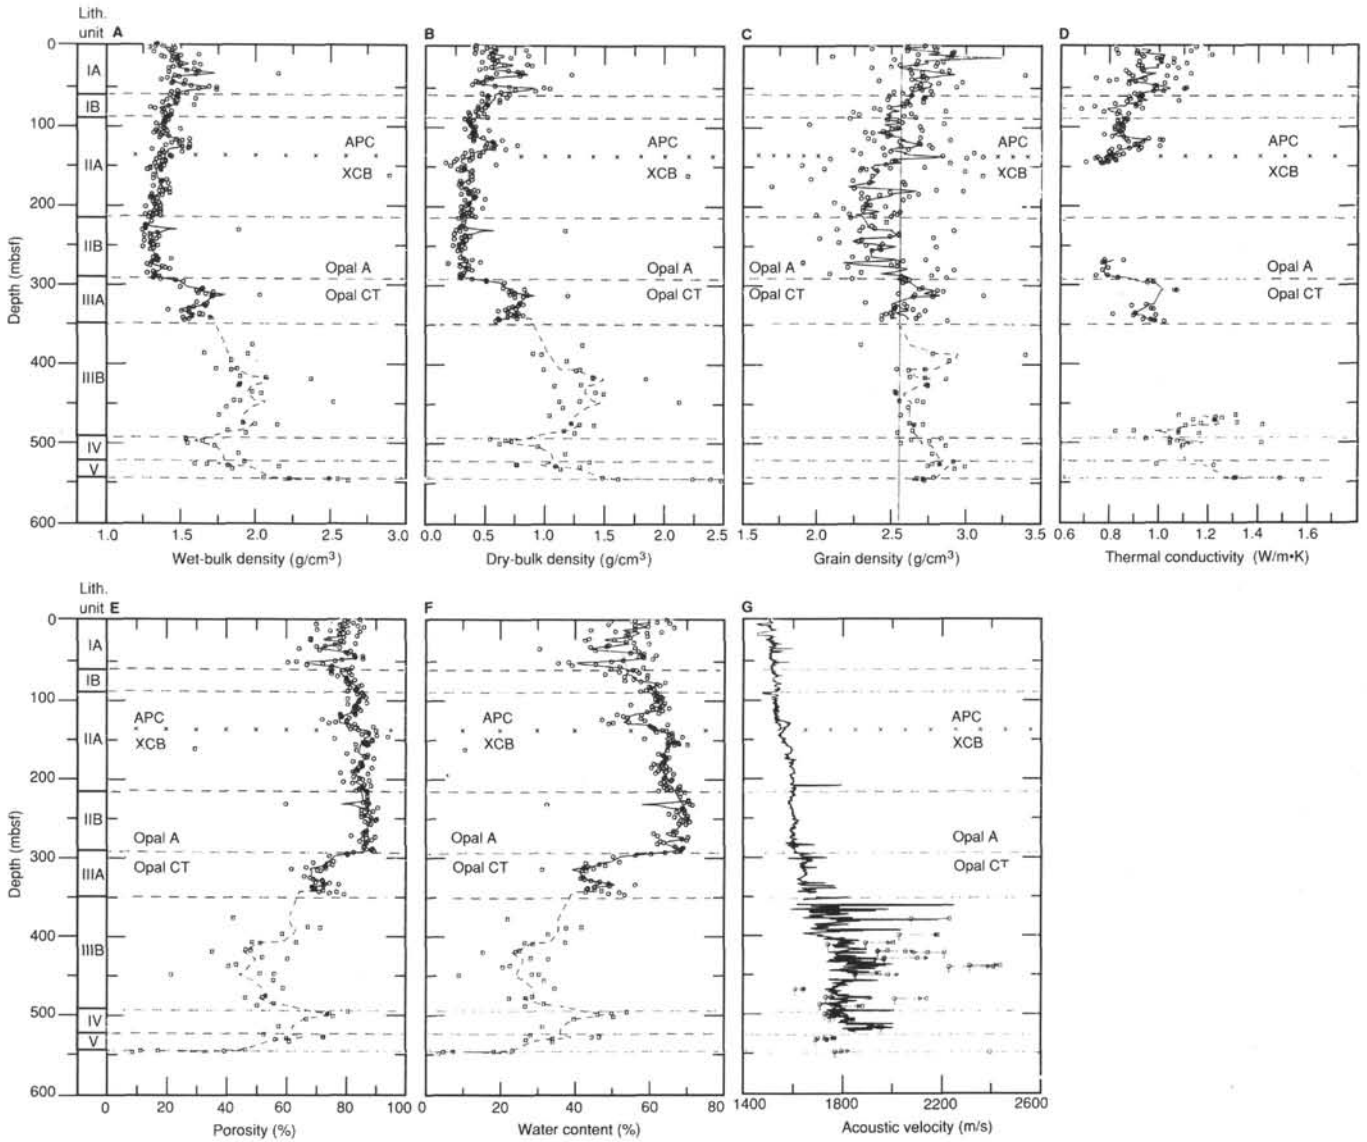 Lith.
unit A B C D
0
100
200
300
400
500
600
Depth (mbsf)
IA
IB
IIA
IIB
IIIA
IIIB
IV
V
APC
XCB
Opal A
Opal CT
1.0 1.5 2.0 2.5 3.0
Wet-bulk density (g/cm³)
APC
XCB
Opal A
Opal CT
0.0 0.5 1.0 1.5 2.0 2.5
Dry-bulk density (g/cm³)
APC
XCB
Opal A
Opal CT
1.5 2.0 2.5 3.0 3.5
Grain density (g/cm³)
APC
XCB
Opal A
Opal CT
0.6 0.8 1.0 1.2 1.4 1.6
Thermal conductivity (W/m•K)
Lith.
unit E F G
0
100
200
300
400
500
600
Depth (mbsf)
IA
IB
IIA
IIB
IIIA
IIIB
IV
V
APC
XCB
Opal A
Opal CT
0 20 40 60 80 100
Porosity (%)
APC
XCB
Opal A
Opal CT
0 20 40 60 80
Water content (%)
APC
XCB
Opal A
Opal CT
1400 1800 2200 2600
Acoustic velocity (m/s)